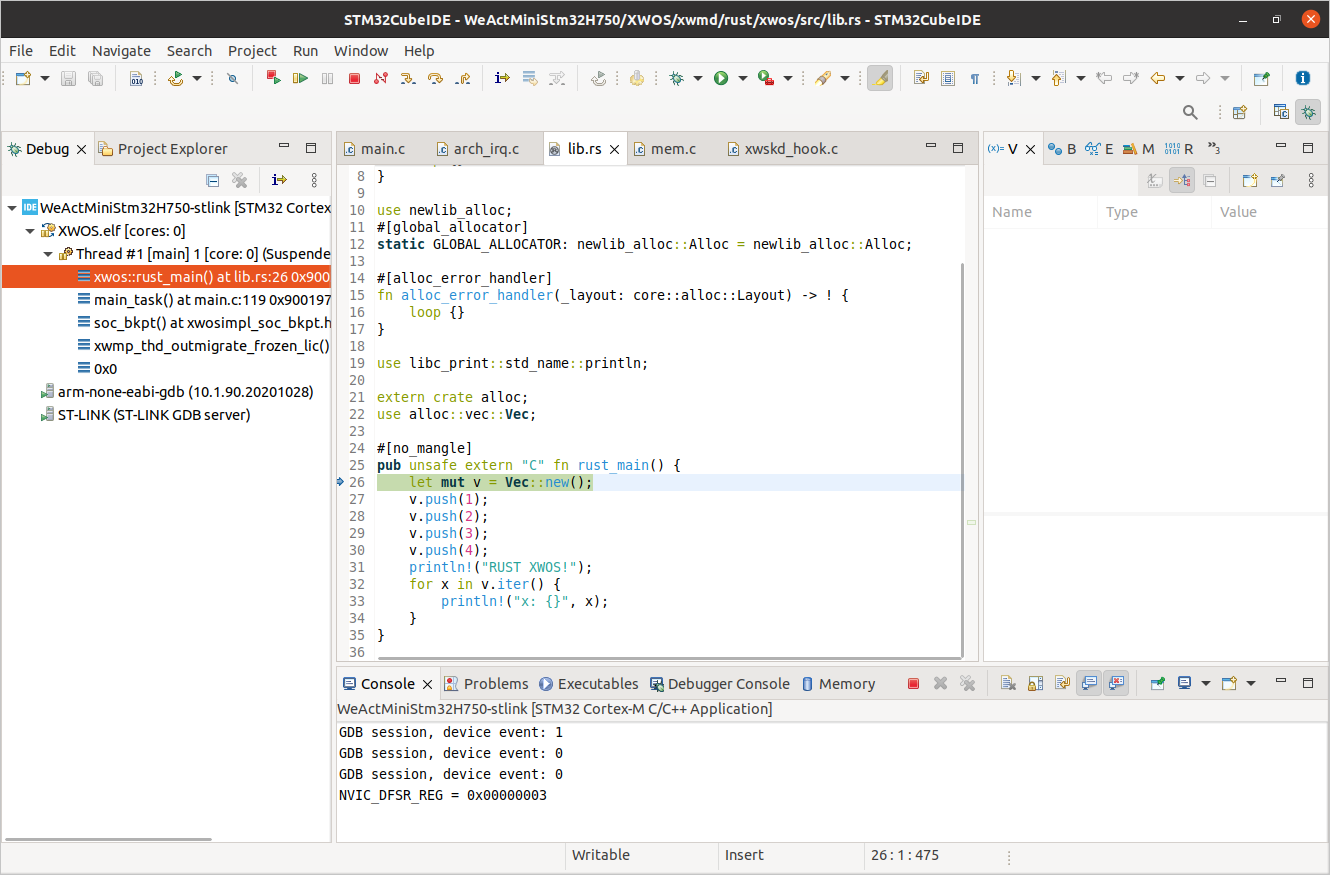 STM32CubeIDE - WeActMiniStm32H750/XWOS/xwmd/rust/xwos/src/lib.rs - STM32CubeIDE
File Edit Navigate Search Project Run Window Help
Debug Project Explorer
WeActMiniStm32H750-stlink [STM32 Cortex
XWOS.elf [cores: 0]
Thread #1 [main] 1 [core: 0] (Suspende
xwos::rust_main() at lib.rs:26 0x900
main_task() at main.c:119 0x900197
soc_bkpt() at xwosimpl_soc_bkpt.h
xwmp_thd_outmigrate_frozen_lic()
0x0
arm-none-eabi-gdb (10.1.90.20201028)
ST-LINK (ST-LINK GDB server)
main.c arch_irq.c lib.rs mem.c xwskd_hook.c
8 }
9
10 use newlib_alloc;
11 #[global_allocator]
12 static GLOBAL_ALLOCATOR: newlib_alloc::Alloc = newlib_alloc::Alloc;
13
14 #[alloc_error_handler]
15 fn alloc_error_handler(_layout: core::alloc::Layout) -> ! {
16     loop {}
17 }
18
19 use libc_print::std_name::println;
20
21 extern crate alloc;
22 use alloc::vec::Vec;
23
24 #[no_mangle]
25 pub unsafe extern "C" fn rust_main() {
26     let mut v = Vec::new();
27     v.push(1);
28     v.push(2);
29     v.push(3);
30     v.push(4);
31     println!("RUST XWOS!");
32     for x in v.iter() {
33         println!("x: {}", x);
34     }
35 }
36
(x)= V B E M R »3
Name Type Value
Console Problems Executables Debugger Console Memory
WeActMiniStm32H750-stlink [STM32 Cortex-M C/C++ Application]
GDB session, device event: 1
GDB session, device event: 0
GDB session, device event: 0
NVIC_DFSR_REG = 0x00000003
Writable Insert 26 : 1 : 475